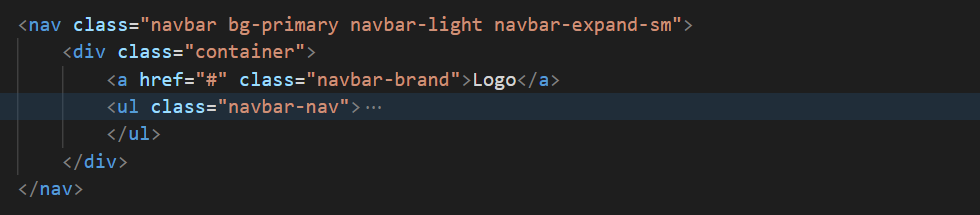 <nav class="navbar bg-primary navbar-light navbar-expand-sm">
<div class="container">
<a href="#" class="navbar-brand">Logo</a>
<ul class="navbar-nav">…
</ul>
</div>
</nav>